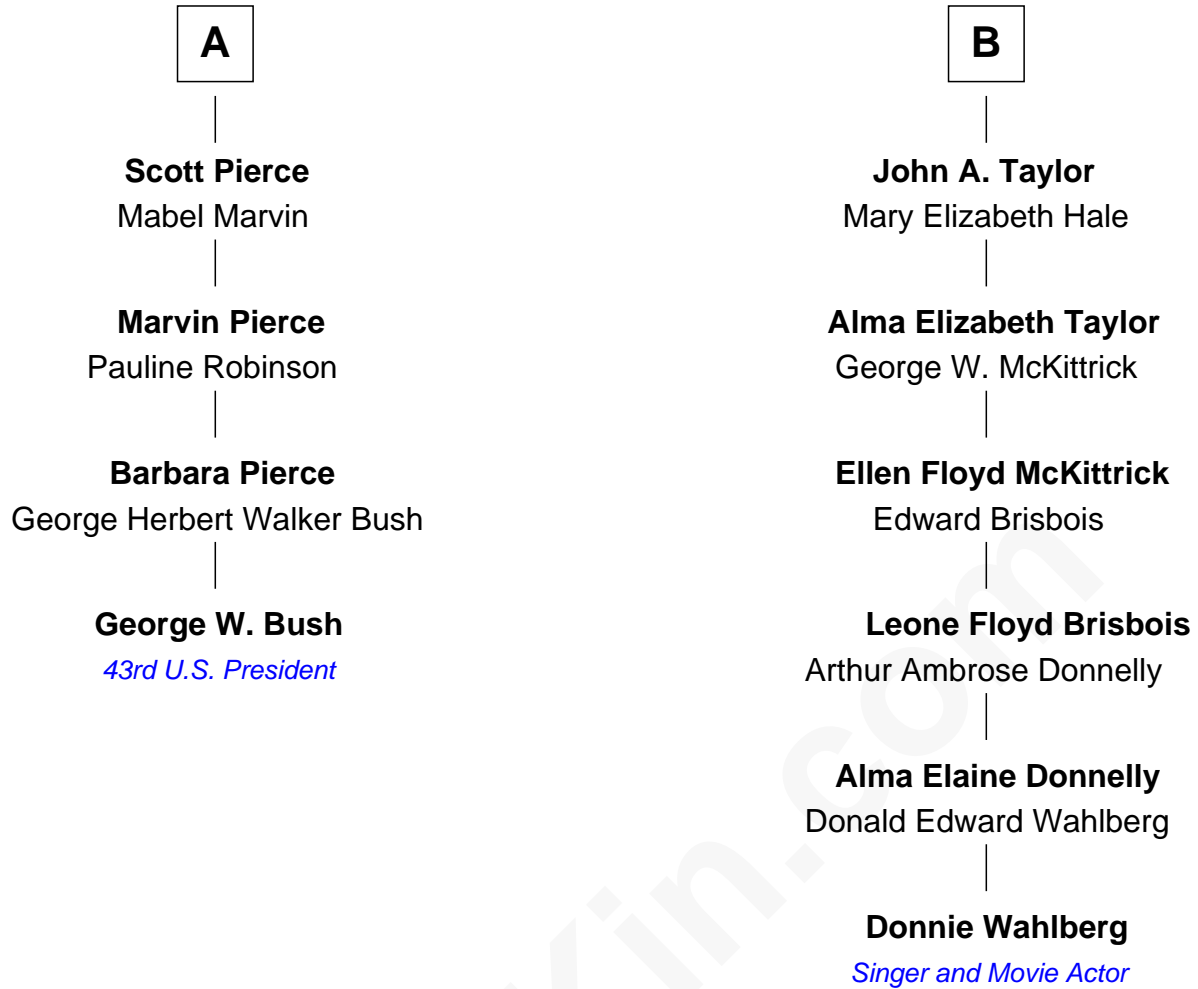 A
Scott Pierce
Mabel Marvin
Marvin Pierce
Pauline Robinson
Barbara Pierce
George Herbert Walker Bush
George W. Bush
43rd U.S. President
B
John A. Taylor
Mary Elizabeth Hale
Alma Elizabeth Taylor
George W. McKittrick
Ellen Floyd McKittrick
Edward Brisbois
Leone Floyd Brisbois
Arthur Ambrose Donnelly
Alma Elaine Donnelly
Donald Edward Wahlberg
Donnie Wahlberg
Singer and Movie Actor